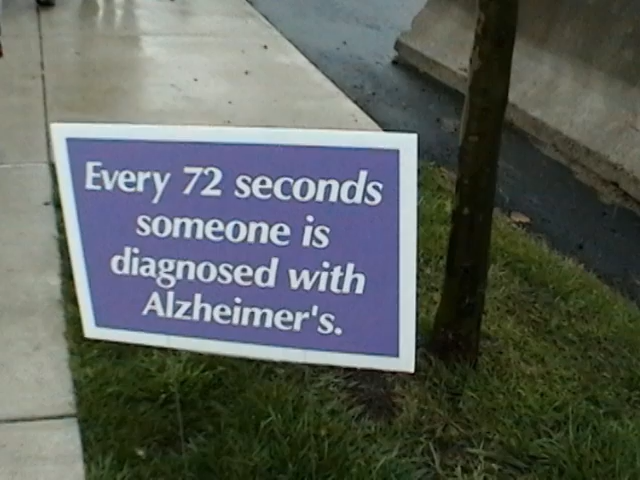 Every 72 seconds
someone is
diagnosed with
Alzheimer's.